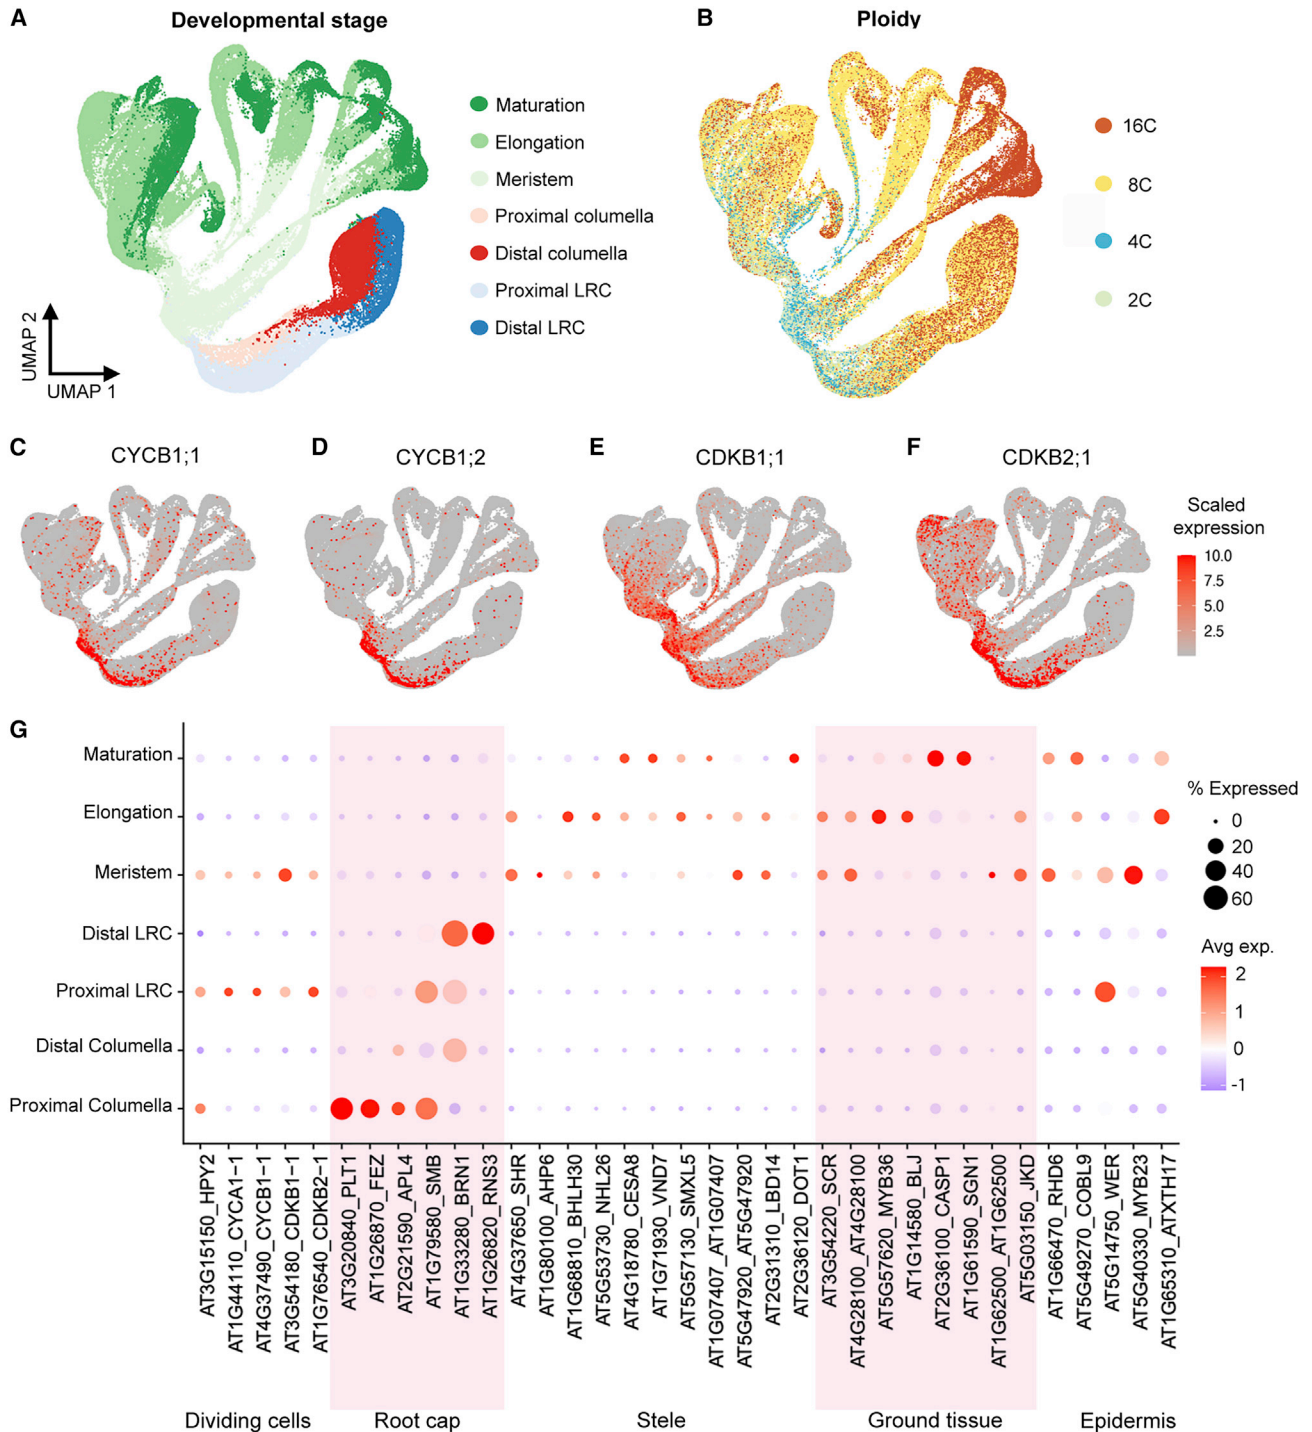 A
Developmental stage
Maturation
Elongation
Meristem
Proximal columella
Distal columella
Proximal LRC
Distal LRC
UMAP 2
UMAP 1
B
Ploidy
16C
8C
4C
2C
C
CYCB1;1
D
CYCB1;2
E
CDKB1;1
F
CDKB2;1
Scaled
expression
10.0
7.5
5.0
2.5
G
Maturation
Elongation
Meristem
Distal LRC
Proximal LRC
Distal Columella
Proximal Columella
% Expressed
0
20
40
60
Avg exp.
2
1
0
-1
AT3G15150_HPY2
AT1G44110_CYCA1-1
AT4G37490_CYCB1-1
AT3G54180_CDKB1-1
AT1G76540_CDKB2-1
AT3G20840_PLT1
AT1G26870_FEZ
AT2G21590_APL4
AT1G79580_SMB
AT1G33280_BRN1
AT1G26820_RNS3
AT4G37650_SHR
AT1G80100_AHP6
AT1G68810_BHLH30
AT5G53730_NHL26
AT4G18780_CESA8
AT1G71930_VND7
AT5G57130_SMXL5
AT1G07407_AT1G07407
AT5G47920_AT5G47920
AT2G31310_LBD14
AT2G36120_DOT1
AT3G54220_SCR
AT4G28100_AT4G28100
AT5G57620_MYB36
AT1G14580_BLJ
AT2G36100_CASP1
AT1G61590_SGN1
AT1G62500_AT1G62500
AT5G03150_JKD
AT1G66470_RHD6
AT5G49270_COBL9
AT5G14750_WER
AT5G40330_MYB23
AT1G65310_ATXTH17
Dividing cells
Root cap
Stele
Ground tissue
Epidermis